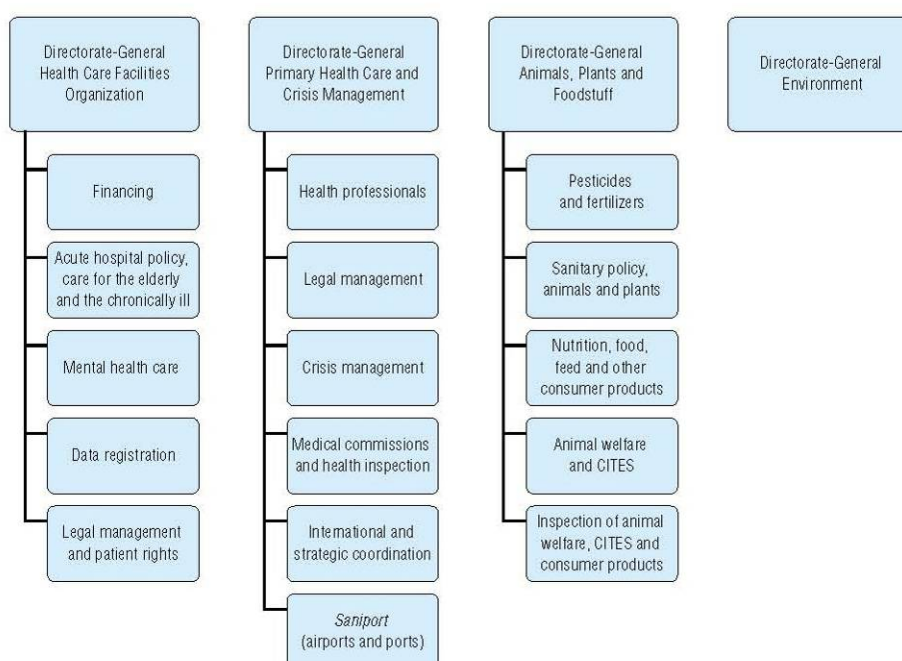 Directorate-General
Health Care Facilities
Organization
Financing
Acute hospital policy,
care for the elderly
and the chronically ill
Mental health care
Data registration
Legal management
and patient rights
Directorate-General
Primary Health Care and
Crisis Management
Health professionals
Legal management
Crisis management
Medical commissions
and health inspection
International and
strategic coordination
Saniport
(airports and ports)
Directorate-General
Animals, Plants and
Foodstuff
Pesticides
and fertilizers
Sanitary policy,
animals and plants
Nutrition, food,
feed and other
consumer products
Animal welfare
and CITES
Inspection of animal
welfare, CITES and
consumer products
Directorate-General
Environment